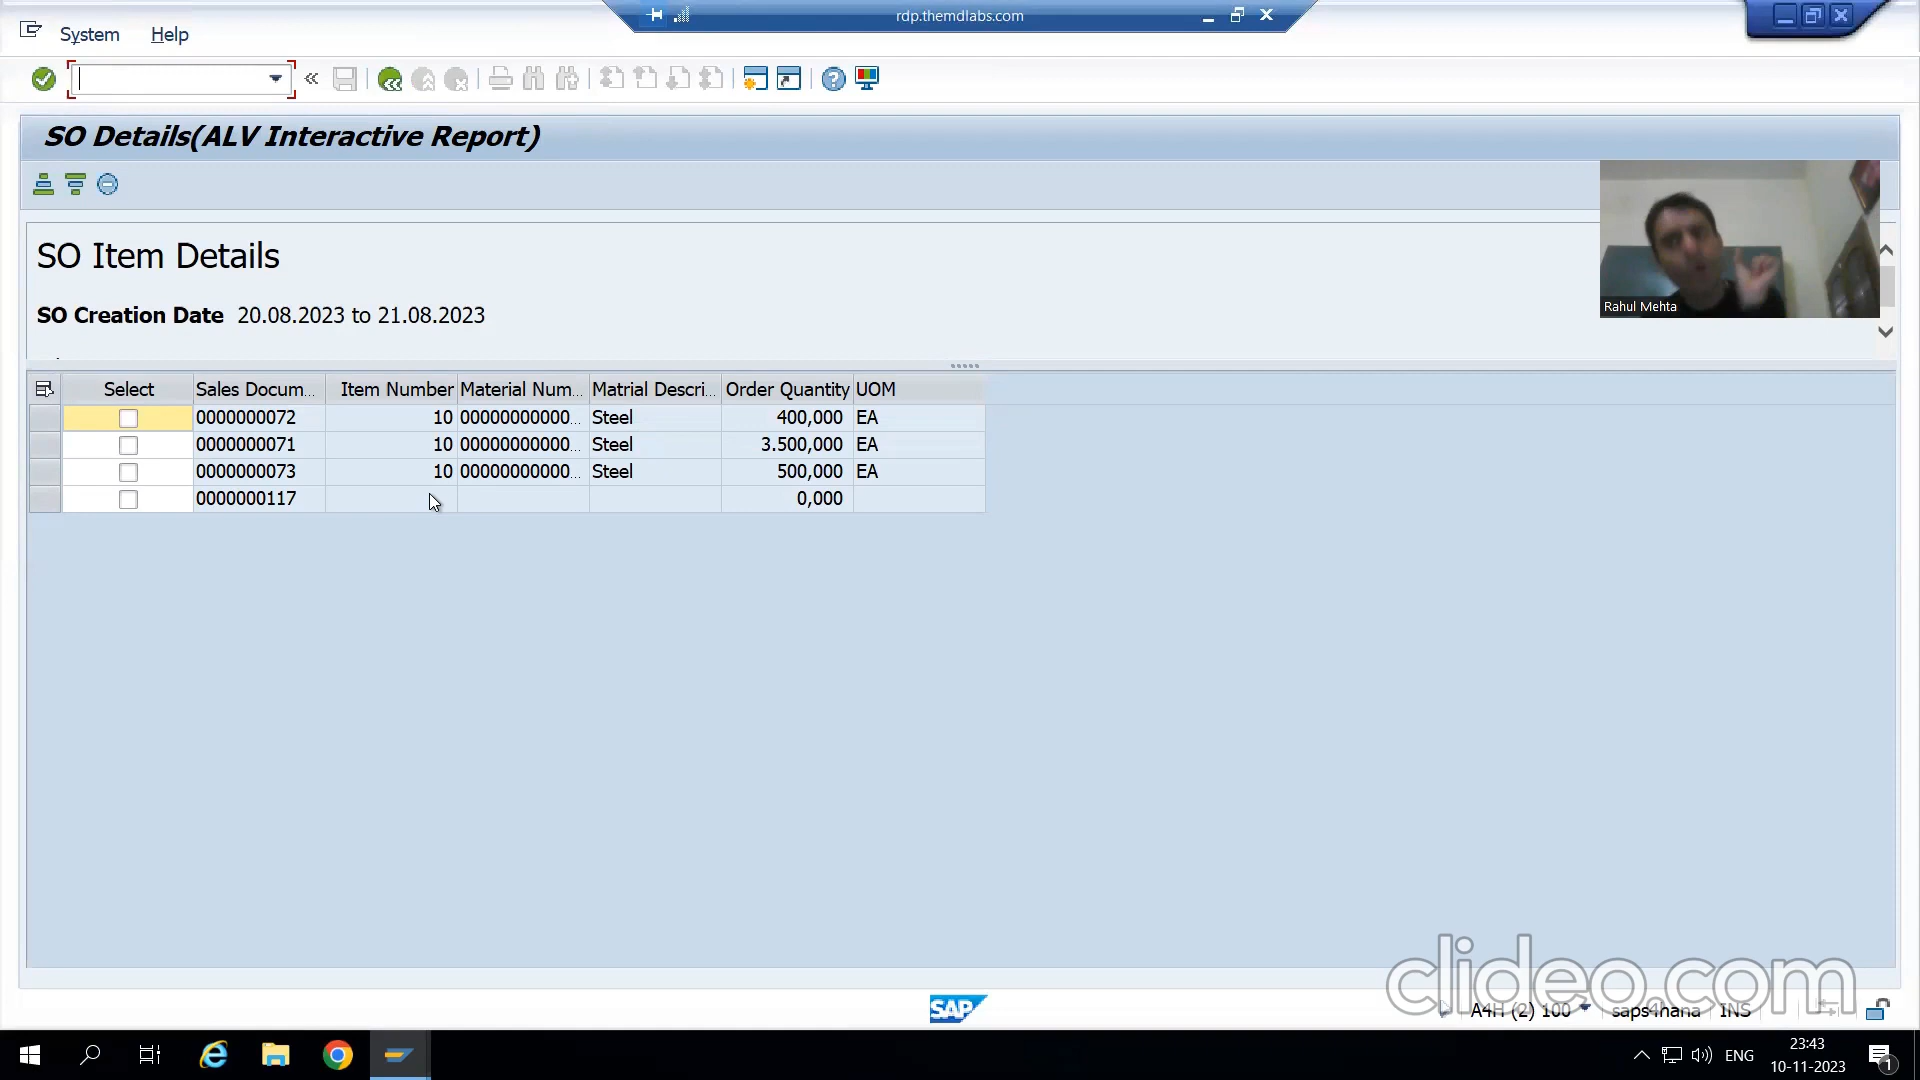 rdp.themdlabs.com
System Help
SO Details(ALV Interactive Report)
SO Item Details
SO Creation Date 20.08.2023 to 21.08.2023
Rahul Mehta
Select Sales Docum... Item Number Material Num... Matrial Descri... Order Quantity UOM
0000000072 10 00000000000... Steel 400,000 EA
0000000071 10 00000000000... Steel 3.500,000 EA
0000000073 10 00000000000... Steel 500,000 EA
0000000117 0,000
clideo.com
SAP
A4H (2) 100 saps4hana INS
ENG
23:43
10-11-2023
1